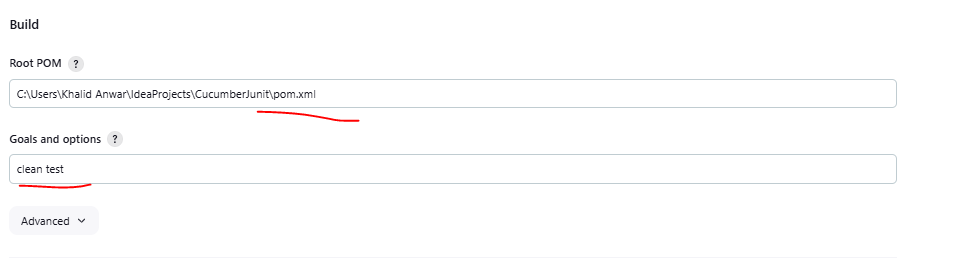 Build
Root POM ?
C:\Users\Khalid Anwar\IdeaProjects\CucumberJunit\pom.xml
Goals and options ?
clean test
Advanced